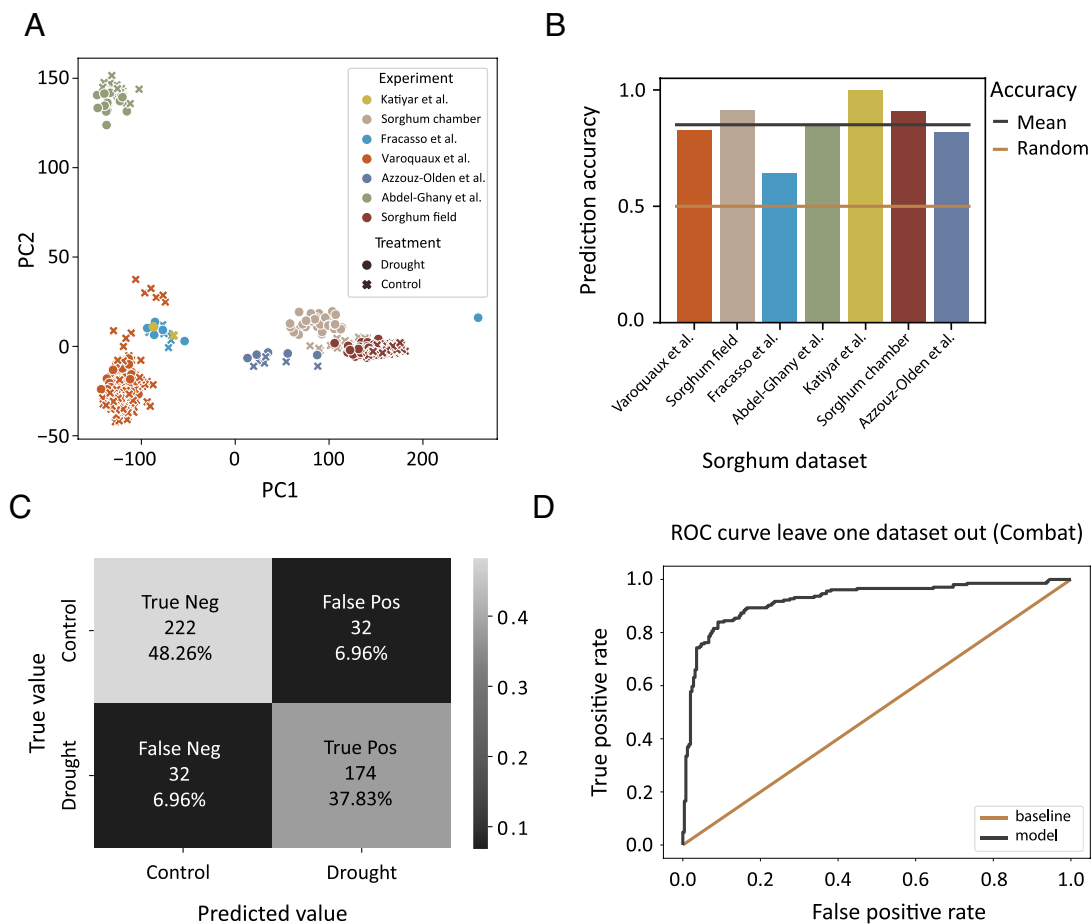 A
150
100
50
0
−50
PC2
−100
0
100
200
PC1
Experiment
Katiyar et al.
Sorghum chamber
Fracasso et al.
Varoquaux et al.
Azzouz-Olden et al.
Abdel-Ghany et al.
Sorghum field
Treatment
Drought
Control
B
1.0
0.5
0.0
Prediction accuracy
Varoquaux et al.
Sorghum field
Fracasso et al.
Abdel-Ghany et al.
Katiyar et al.
Sorghum chamber
Azzouz-Olden et al.
Sorghum dataset
Accuracy
Mean
Random
C
True value
Control
Drought
True Neg
222
48.26%
False Pos
32
6.96%
False Neg
32
6.96%
True Pos
174
37.83%
Control
Drought
Predicted value
0.4
0.3
0.2
0.1
D
ROC curve leave one dataset out (Combat)
1.0
0.8
0.6
0.4
0.2
0.0
True positive rate
0.0
0.2
0.4
0.6
0.8
1.0
False positive rate
baseline
model